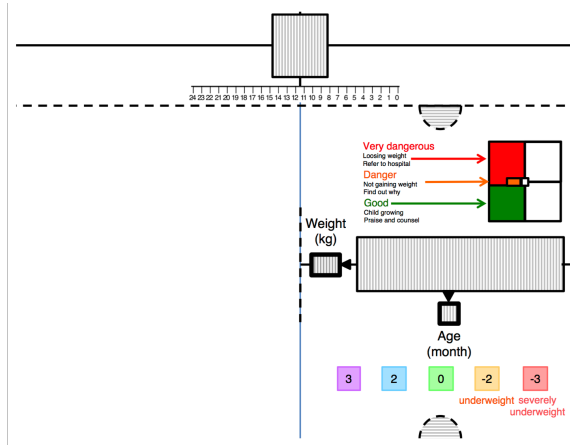 24 23 22 21 20 19 18 17 16 15 14 13 12 11 10 9 8 7 6 5 4 3 2 1 0
Very dangerous
Loosing weight
Refer to hospital
Danger
Not gaining weight
Find out why
Good
Child growing
Praise and counsel
Weight
(kg)
Age
(month)
3 2 0 -2 -3
underweight severely
underweight